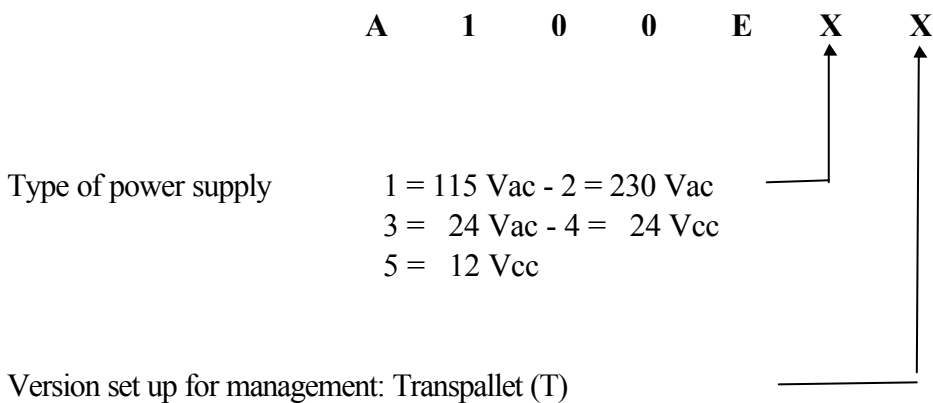 A 1 0 0 E X X
Type of power supply 1 = 115 Vac - 2 = 230 Vac
3 = 24 Vac - 4 = 24 Vcc
5 = 12 Vcc
Version set up for management: Transpallet (T)